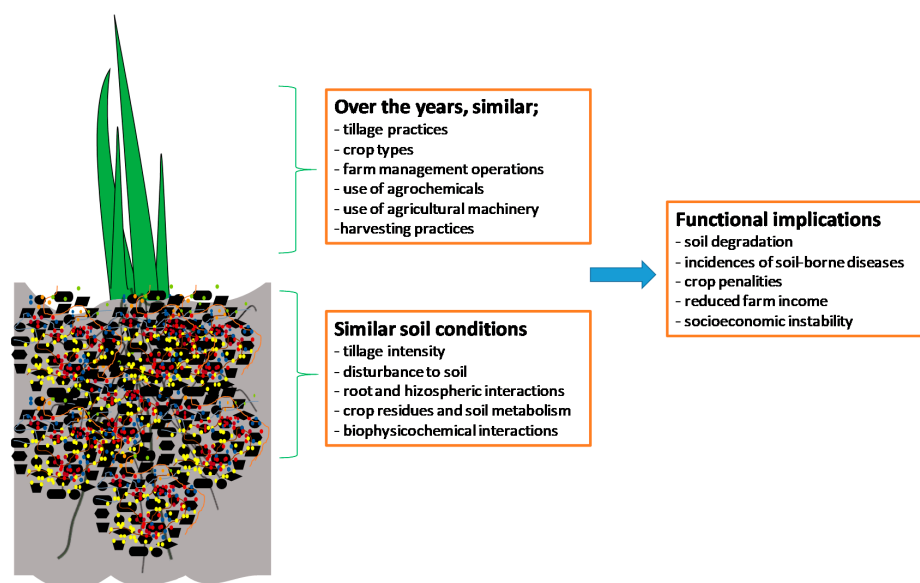 Over the years, similar;
- tillage practices
- crop types
- farm management operations
- use of agrochemicals
- use of agricultural machinery
-harvesting practices
Similar soil conditions
- tillage intensity
- disturbance to soil
- root and hizospheric interactions
- crop residues and soil metabolism
- biophysicochemical interactions
Functional implications
- soil degradation
- incidences of soil-borne diseases
- crop penalities
- reduced farm income
- socioeconomic instability